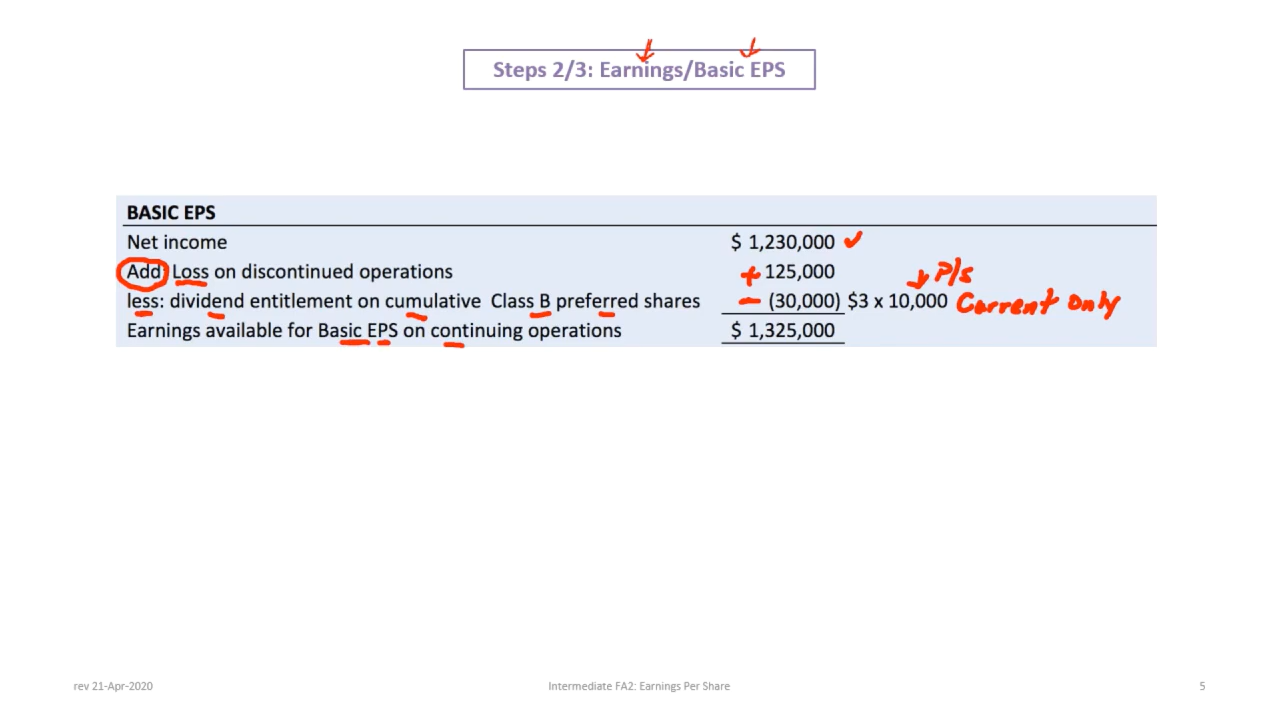 Steps 2/3: Earnings/Basic EPS
BASIC EPS
Net income $ 1,230,000
Add: Loss on discontinued operations + 125,000 P/s
less: dividend entitlement on cumulative Class B preferred shares - (30,000) $3 x 10,000 Current Only
Earnings available for Basic EPS on continuing operations $ 1,325,000
rev 21-Apr-2020 Intermediate FA2: Earnings Per Share 5